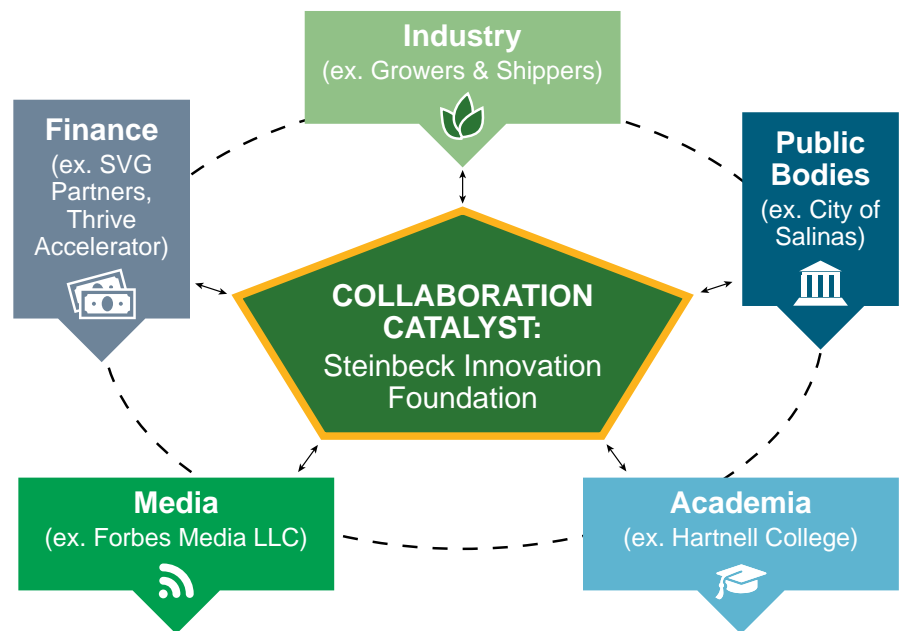 Industry
(ex. Growers & Shippers)
Finance
(ex. SVG
Partners,
Thrive
Accelerator)
Public
Bodies
(ex. City of
Salinas)
COLLABORATION
CATALYST:
Steinbeck Innovation
Foundation
Media
(ex. Forbes Media LLC)
Academia
(ex. Hartnell College)